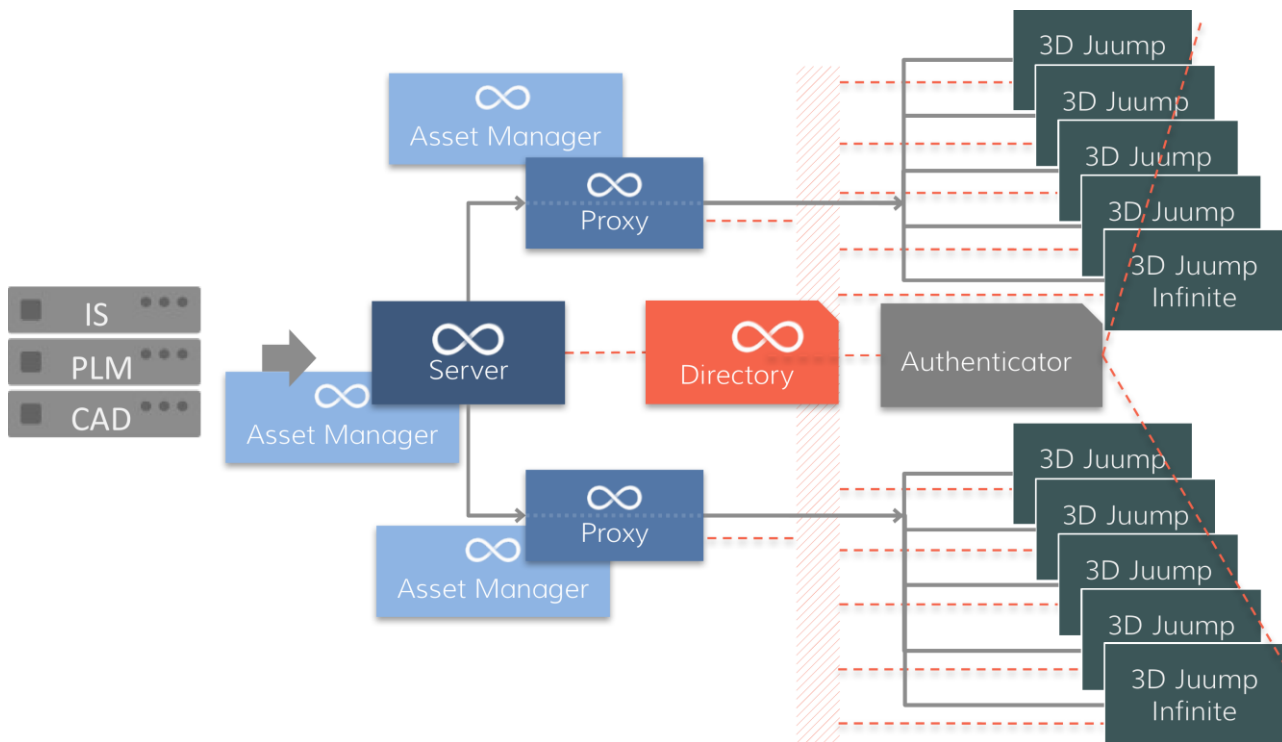 IS
PLM
CAD
Asset Manager
Server
Asset Manager
Proxy
Asset Manager
Proxy
Directory
Authenticator
3D Juump
3D Juump
3D Juump
3D Juump
3D Juump
Infinite
3D Juump
3D Juump
3D Juump
3D Juump
3D Juump
Infinite